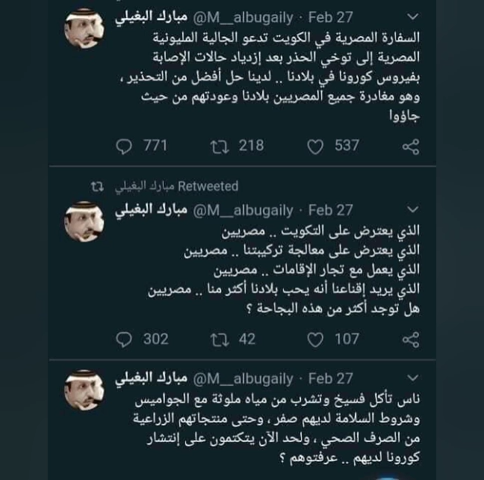 مبارك البغيلي @M__albugaily · Feb 27
السفارة المصرية في الكويت تدعو الجالية المليونية
المصرية إلى توخي الحذر بعد إزدياد حالات الإصابة
بفيروس كورونا في بلادنا .. لدينا حل أفضل من التحذير ،
وهو مغادرة جميع المصريين بلادنا وعودتهم من حيث
جاؤوا
771 218 537
مبارك البغيلي Retweeted
مبارك البغيلي @M__albugaily · Feb 27
الذي يعترض على التكويت .. مصريين
الذي يعترض على معالجة تركيبتنا .. مصريين
الذي يعمل مع تجار الإقامات .. مصريين
الذي يريد إقناعنا أنه يحب بلادنا أكثر منا .. مصريين
هل توجد أكثر من هذه البجاحة ؟
302 42 107
مبارك البغيلي @M__albugaily · Feb 27
ناس تأكل فسيخ وتشرب من مياه ملوثة مع الجواميس
وشروط السلامة لديهم صفر ، وحتى منتجاتهم الزراعية
من الصرف الصحي ، ولحد الآن يتكتمون على إنتشار
كورونا لديهم .. عرفتوهم ؟